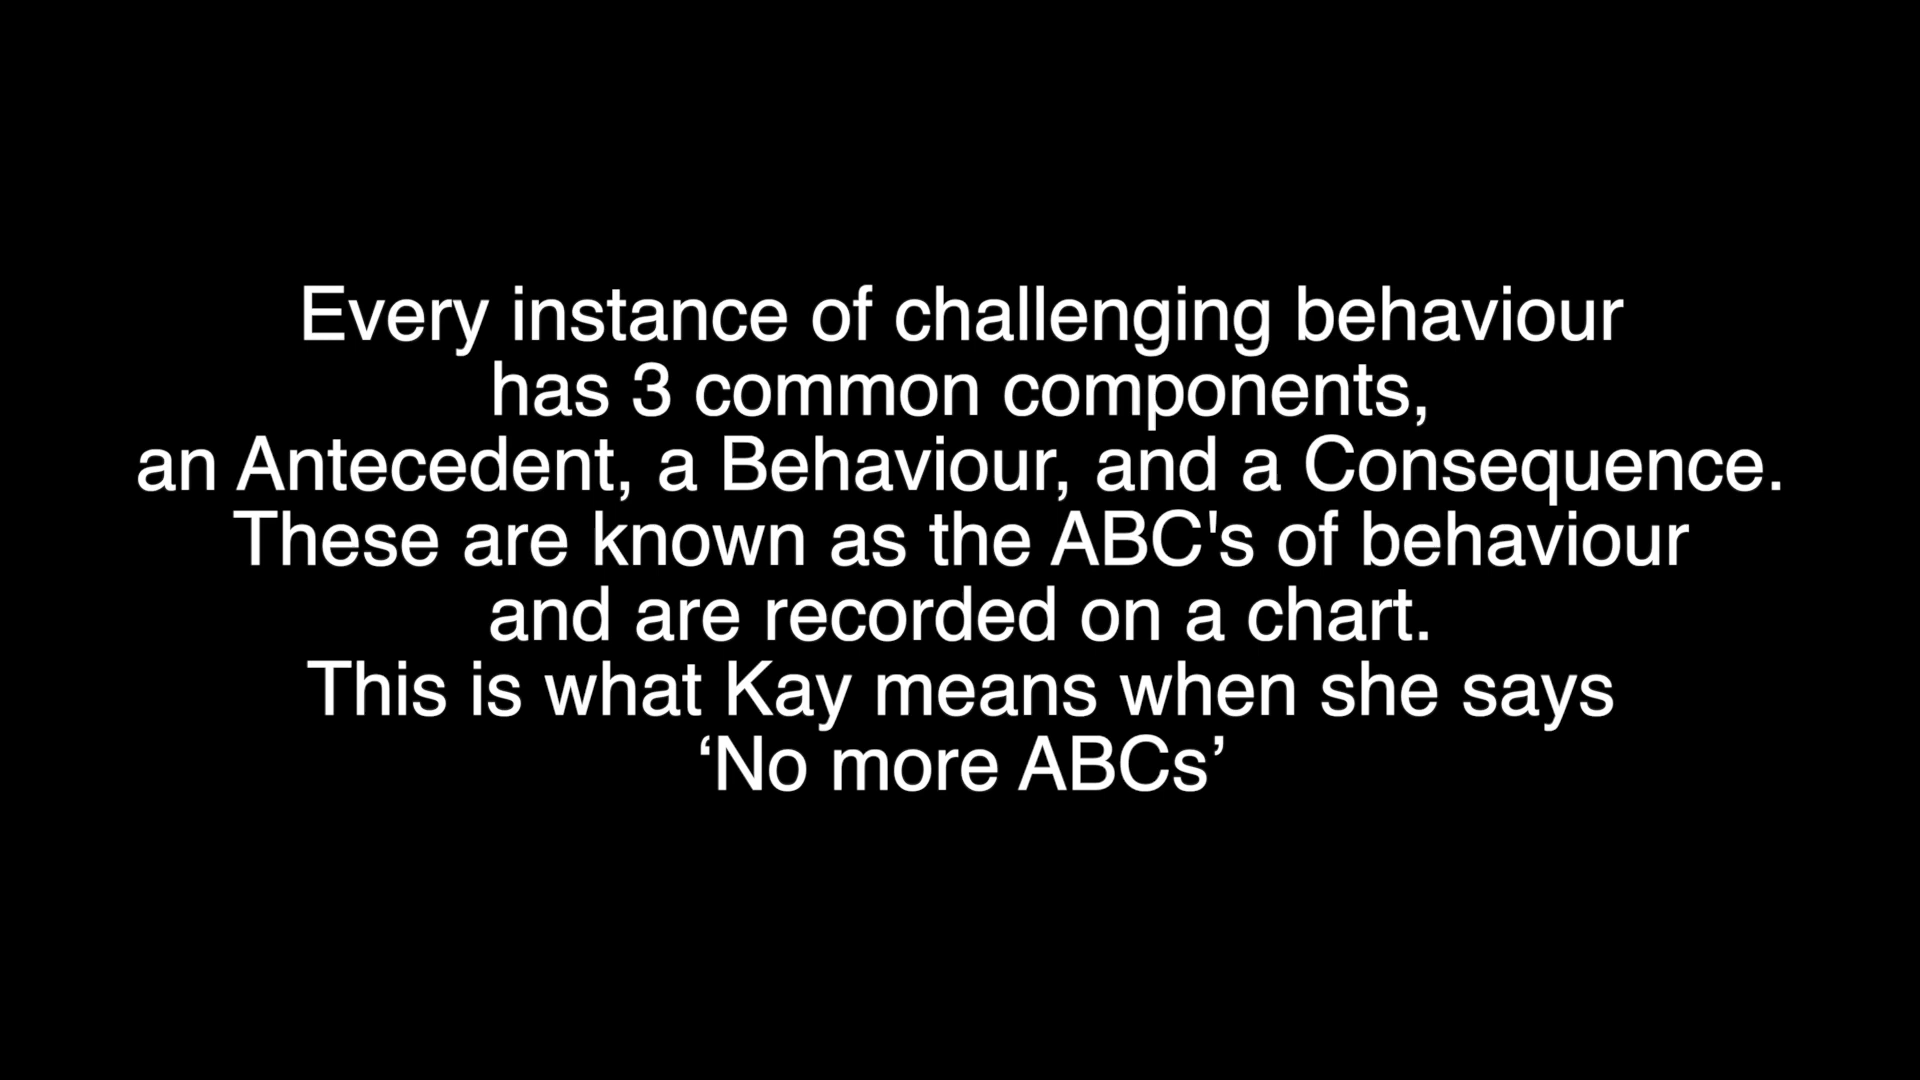 Every instance of challenging behaviour
has 3 common components,
an Antecedent, a Behaviour, and a Consequence.
These are known as the ABC's of behaviour
and are recorded on a chart.
This is what Kay means when she says
‘No more ABCs’